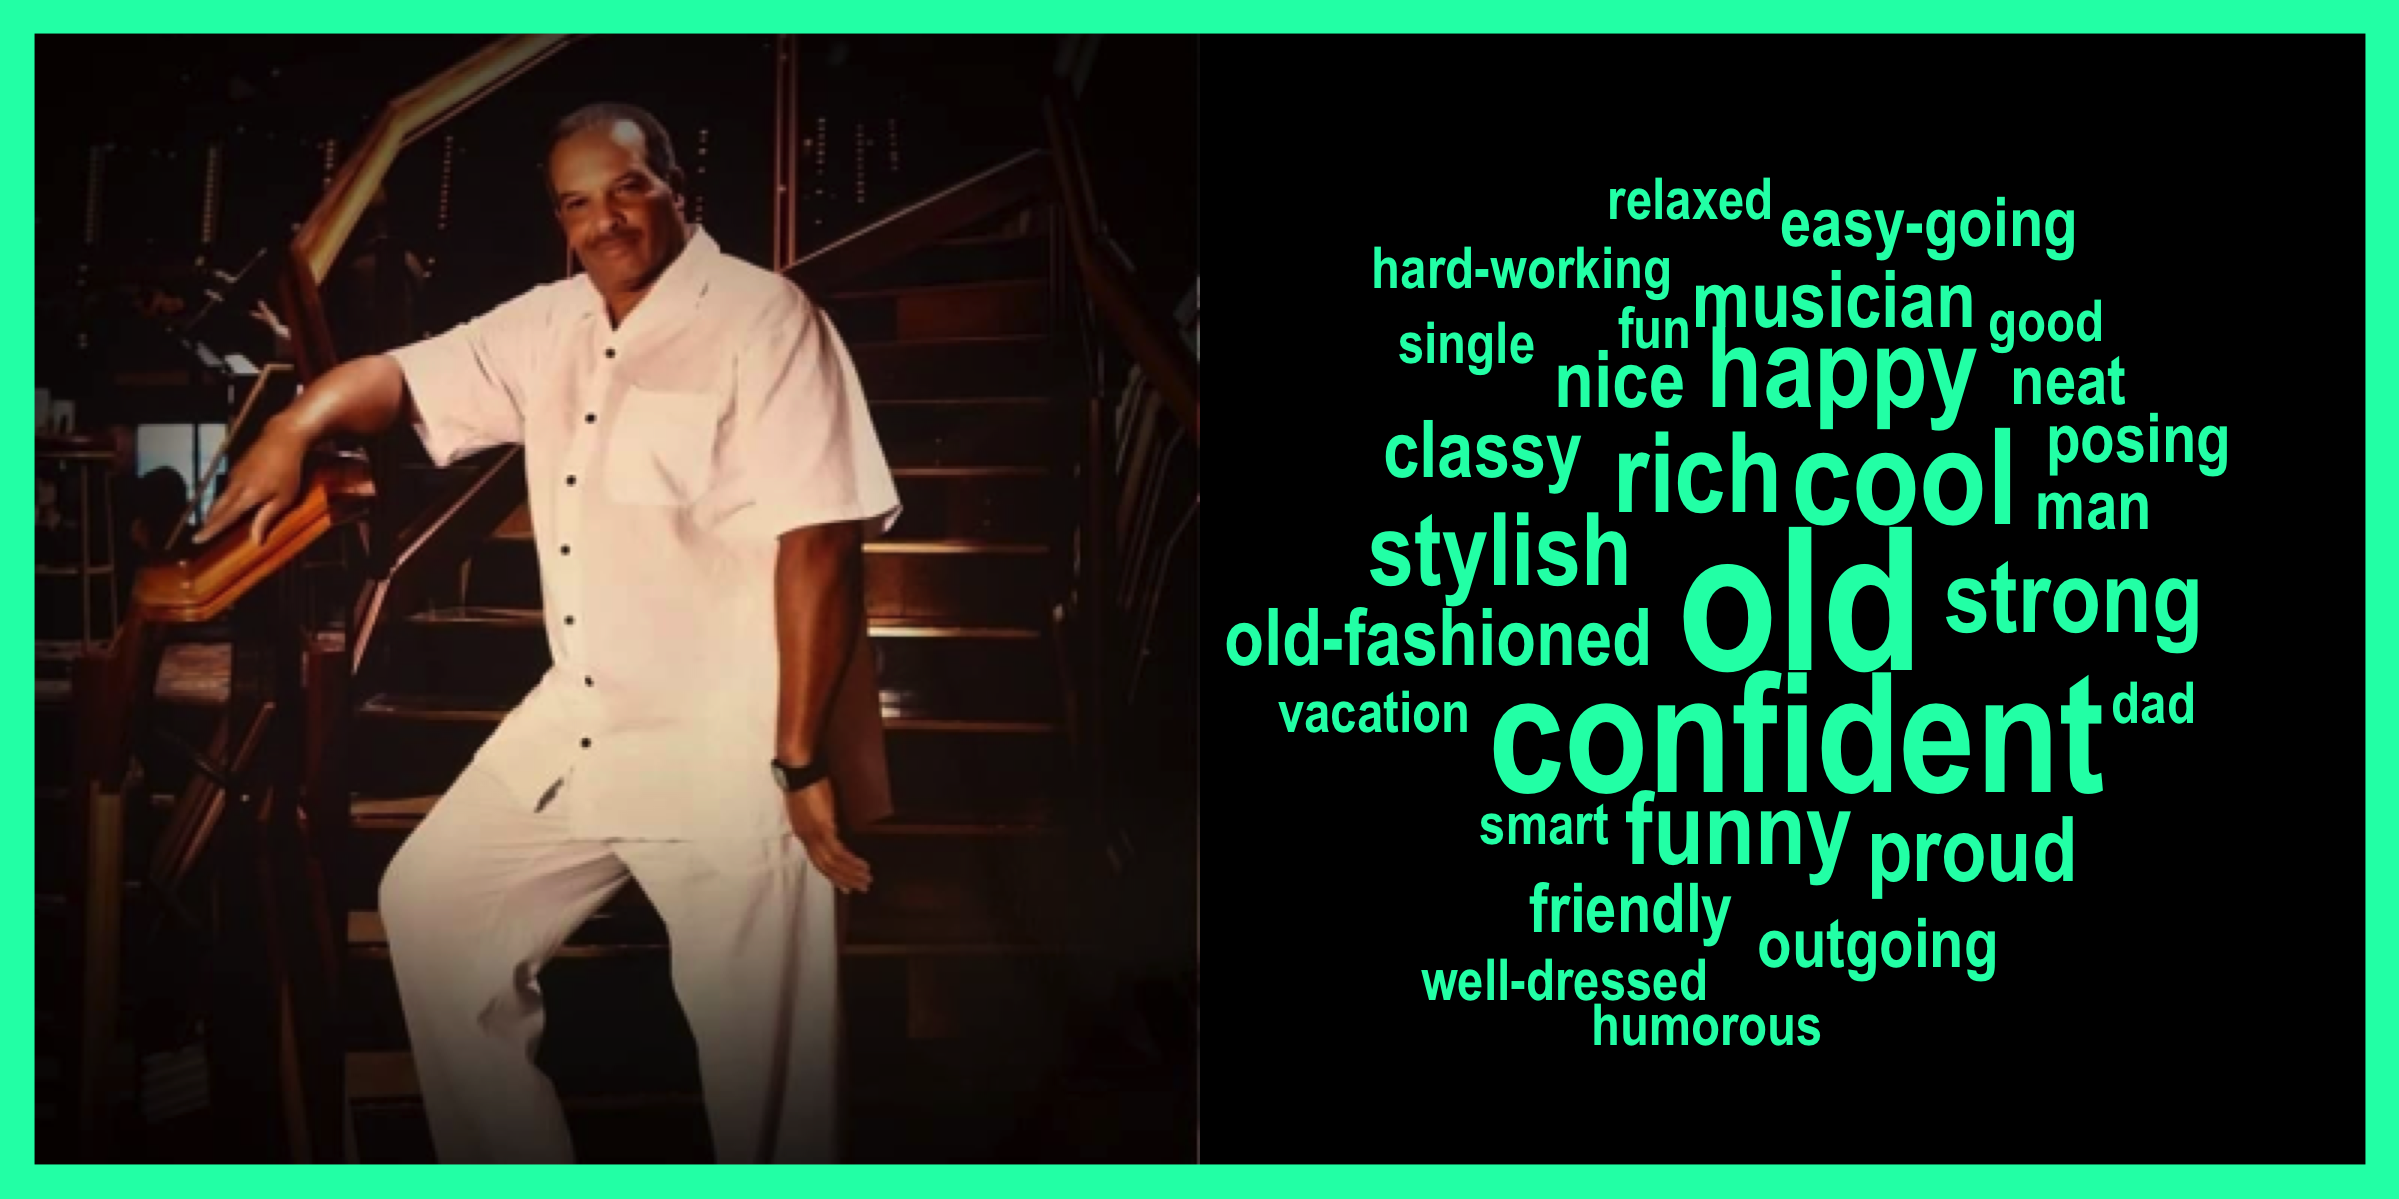 relaxed easy-going
hard-working musician good
single fun
nice happy neat
classy rich cool posing
man
stylish old strong
old-fashioned
vacation confident dad
smart funny proud
friendly outgoing
well-dressed
humorous